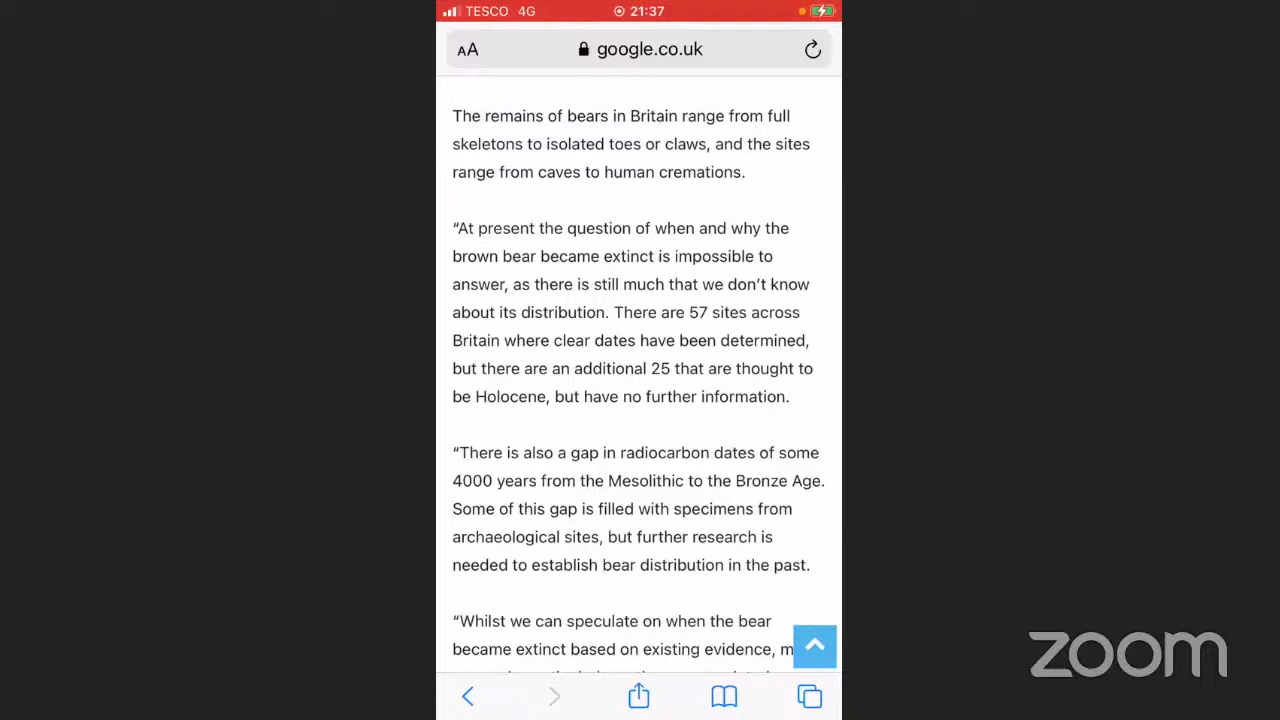 TESCO 4G 21:37
AA google.co.uk
The remains of bears in Britain range from full
skeletons to isolated toes or claws, and the sites
range from caves to human cremations.
“At present the question of when and why the
brown bear became extinct is impossible to
answer, as there is still much that we don’t know
about its distribution. There are 57 sites across
Britain where clear dates have been determined,
but there are an additional 25 that are thought to
be Holocene, but have no further information.
“There is also a gap in radiocarbon dates of some
4000 years from the Mesolithic to the Bronze Age.
Some of this gap is filled with specimens from
archaeological sites, but further research is
needed to establish bear distribution in the past.
“Whilst we can speculate on when the bear
became extinct based on existing evidence,
zoom